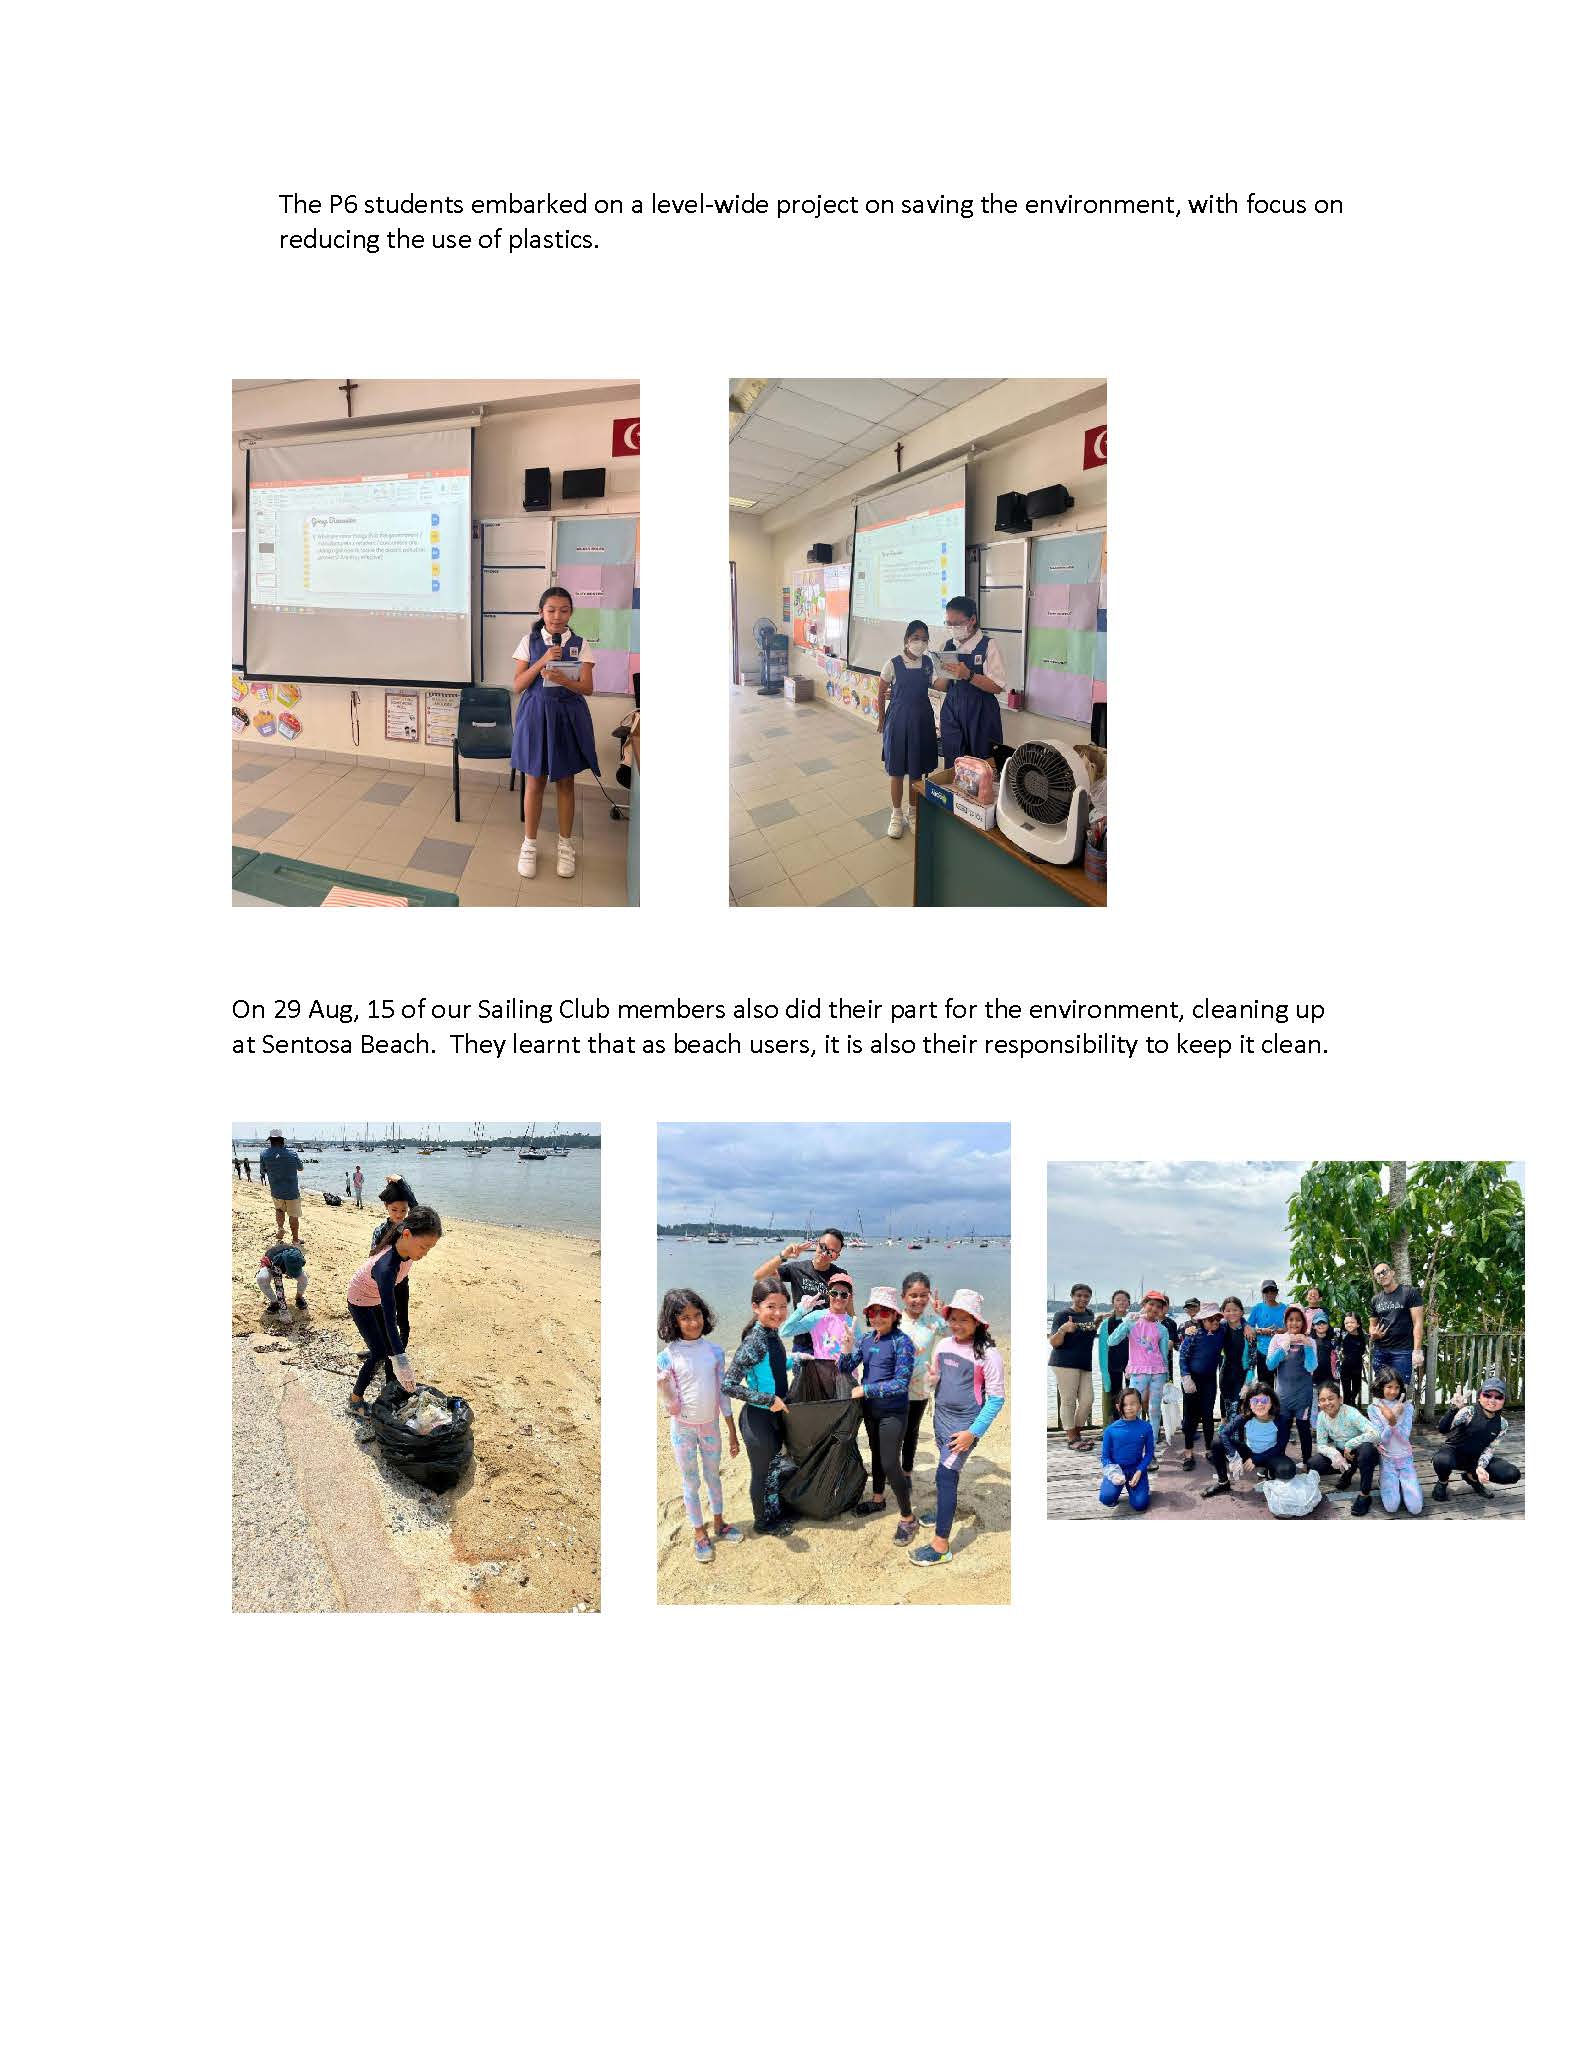 The P6 students embarked on a level-wide project on saving the environment, with focus on
reducing the use of plastics.
Group Discussion
On 29 Aug, 15 of our Sailing Club members also did their part for the environment, cleaning up
at Sentosa Beach.  They learnt that as beach users, it is also their responsibility to keep it clean.